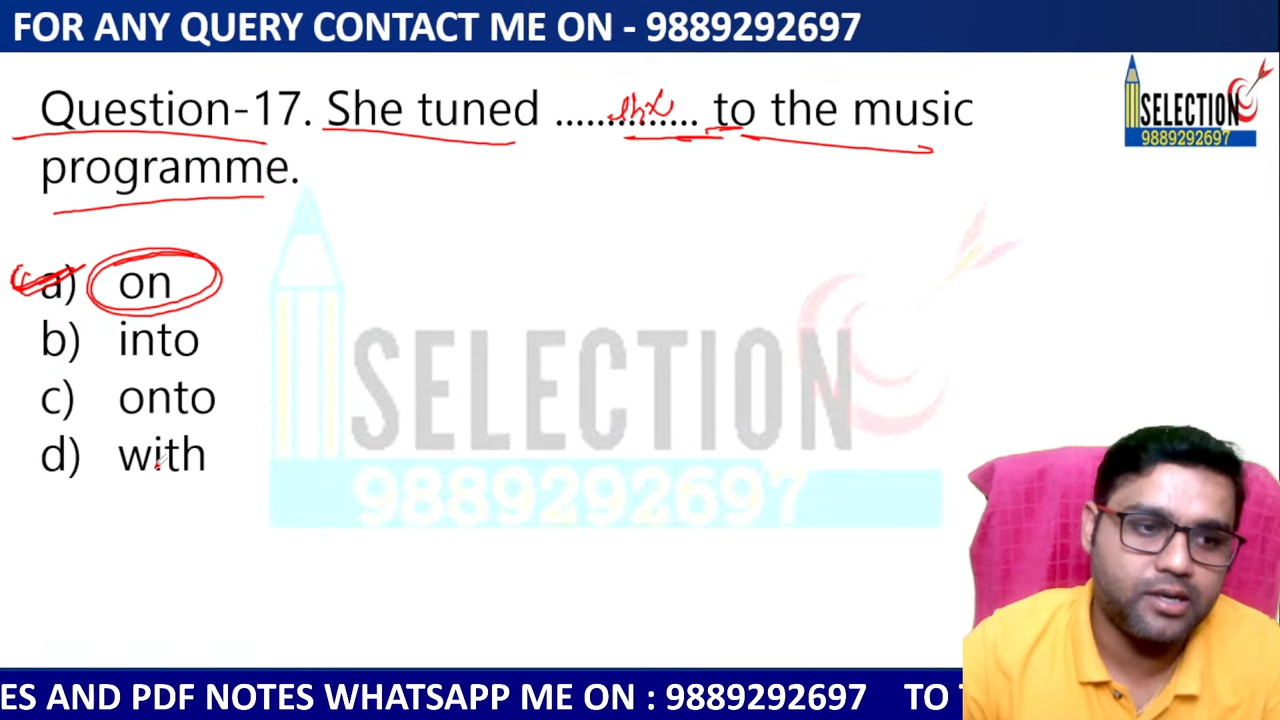 FOR ANY QUERY CONTACT ME ON - 9889292697
SELECTION
9889292697
Question-17. She tuned .............. to the music
programme.
a) on
b) into
c) onto
d) with
SELECTION
9889292697
ES AND PDF NOTES WHATSAPP ME ON : 9889292697 TO